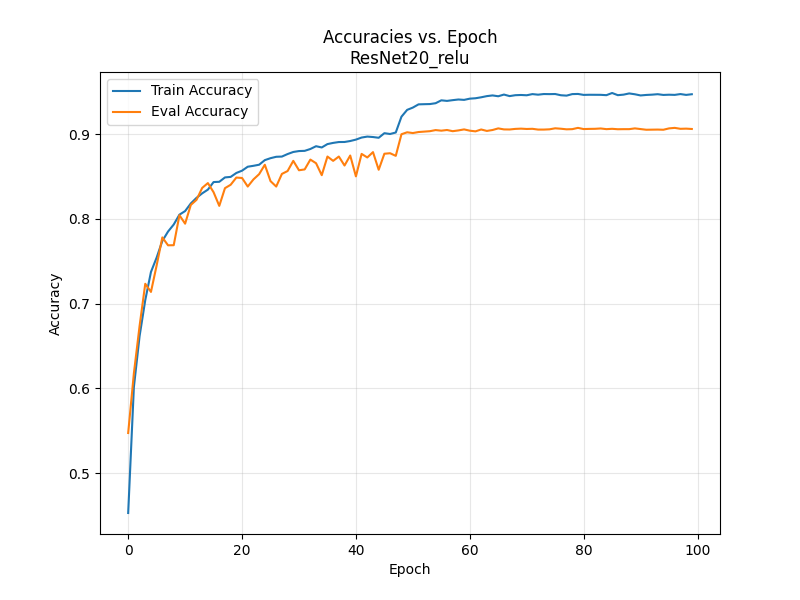 Accuracies vs. Epoch
ResNet20_relu
Train Accuracy
Eval Accuracy
0.9
0.8
0.7
0.6
0.5
Accuracy
0
20
40
60
80
100
Epoch